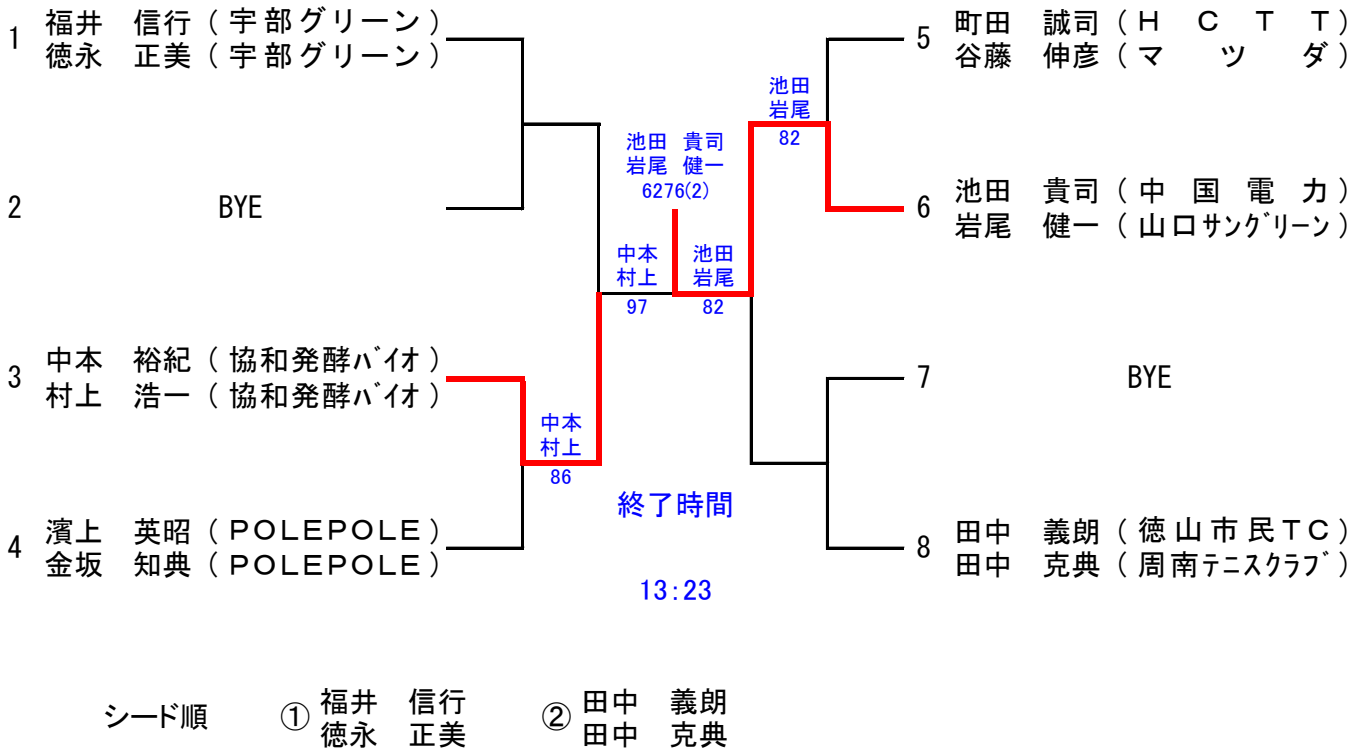 1 福井 信行 ( 宇部グリーン )
徳永 正美 ( 宇部グリーン )
2 BYE
3 中本 裕紀 ( 協和発酵バイオ )
村上 浩一 ( 協和発酵バイオ )
4 濱上 英昭 ( POLEPOLE )
金坂 知典 ( POLEPOLE )
中本
村上
86
中本
村上
97
池田 貴司
岩尾 健一
6276(2)
池田
岩尾
82
池田
岩尾
82
5 町田 誠司 ( H C T T )
谷藤 伸彦 ( マ ツ ダ )
6 池田 貴司 ( 中 国 電 力 )
岩尾 健一 ( 山口サングリーン )
7 BYE
8 田中 義朗 ( 徳山市民TC )
田中 克典 ( 周南テニスクラブ )
終了時間
13:23
シード順 ① 福井 信行 ② 田中 義朗
徳永 正美 田中 克典